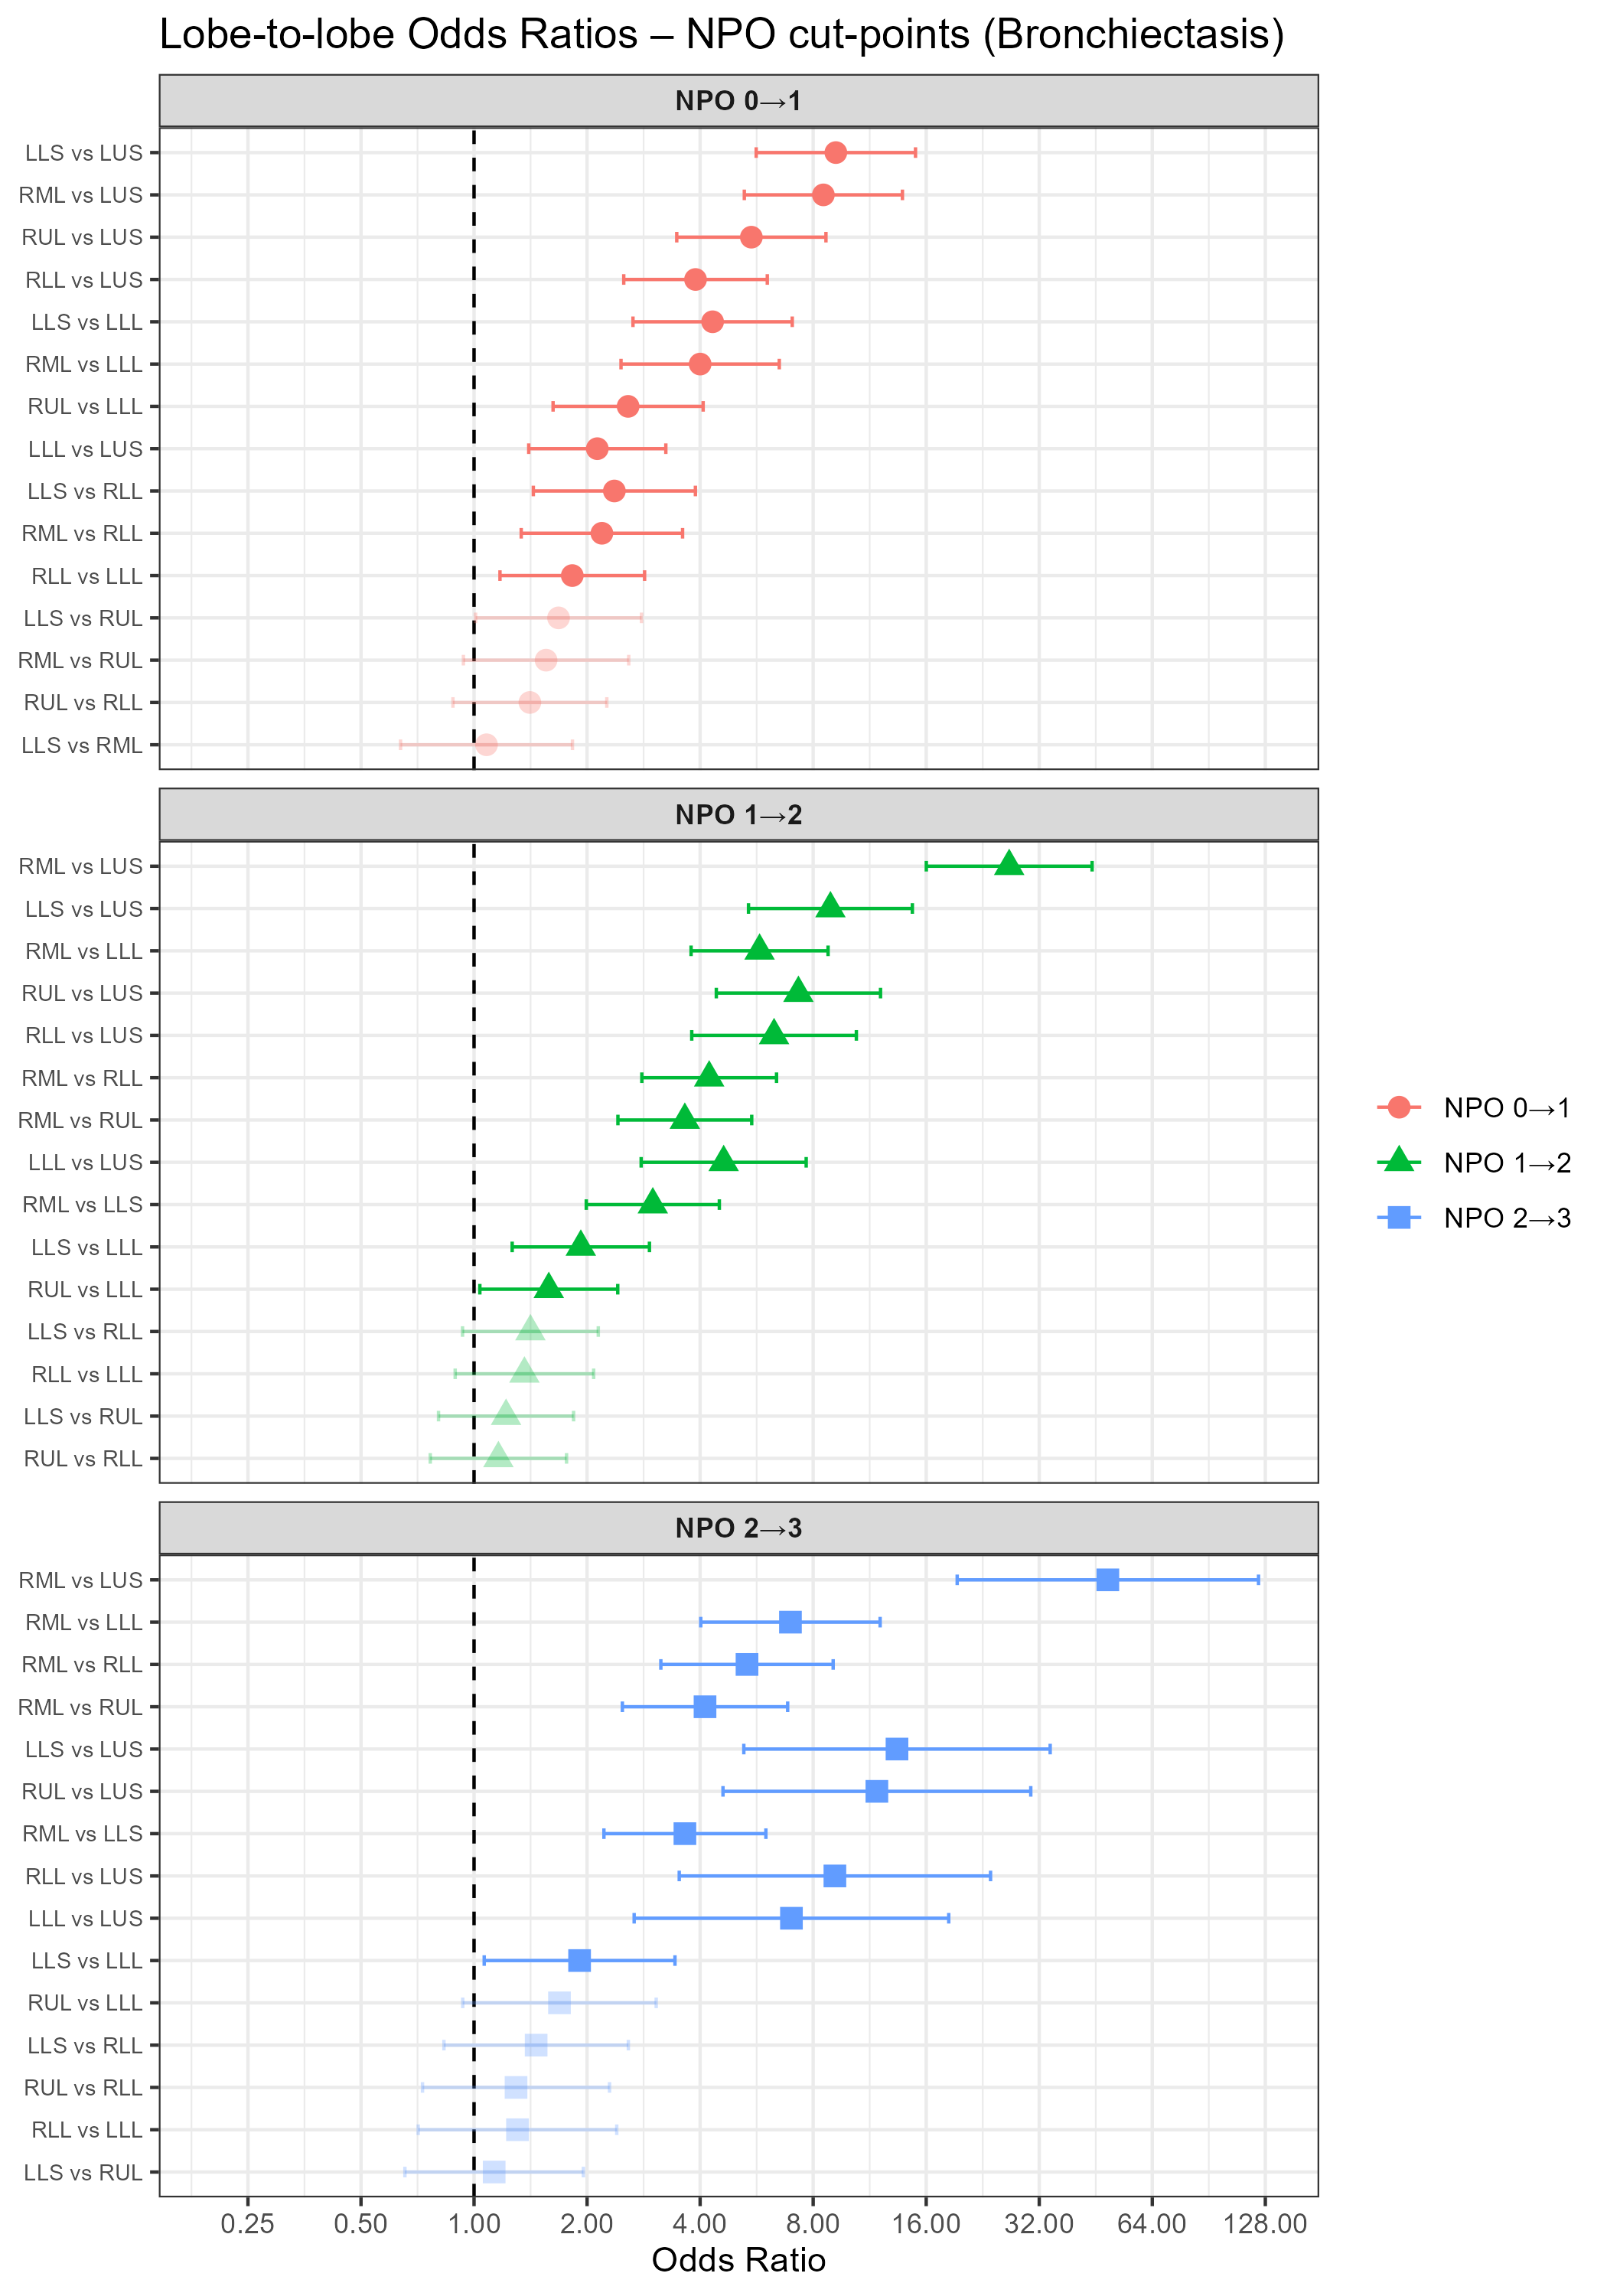 Lobe-to-lobe Odds Ratios – NPO cut-points (Bronchiectasis)
NPO 0→1
LLS vs LUS
RML vs LUS
RUL vs LUS
RLL vs LUS
LLS vs LLL
RML vs LLL
RUL vs LLL
LLL vs LUS
LLS vs RLL
RML vs RLL
RLL vs LLL
LLS vs RUL
RML vs RUL
RUL vs RLL
LLS vs RML
NPO 1→2
RML vs LUS
LLS vs LUS
RML vs LLL
RUL vs LUS
RLL vs LUS
RML vs RLL
RML vs RUL
LLL vs LUS
RML vs LLS
LLS vs LLL
RUL vs LLL
LLS vs RLL
RLL vs LLL
LLS vs RUL
RUL vs RLL
NPO 2→3
RML vs LUS
RML vs LLL
RML vs RLL
RML vs RUL
LLS vs LUS
RUL vs LUS
RML vs LLS
RLL vs LUS
LLL vs LUS
LLS vs LLL
RUL vs LLL
LLS vs RLL
RUL vs RLL
RLL vs LLL
LLS vs RUL
0.25 0.50 1.00 2.00 4.00 8.00 16.00 32.00 64.00 128.00
Odds Ratio
NPO 0→1
NPO 1→2
NPO 2→3